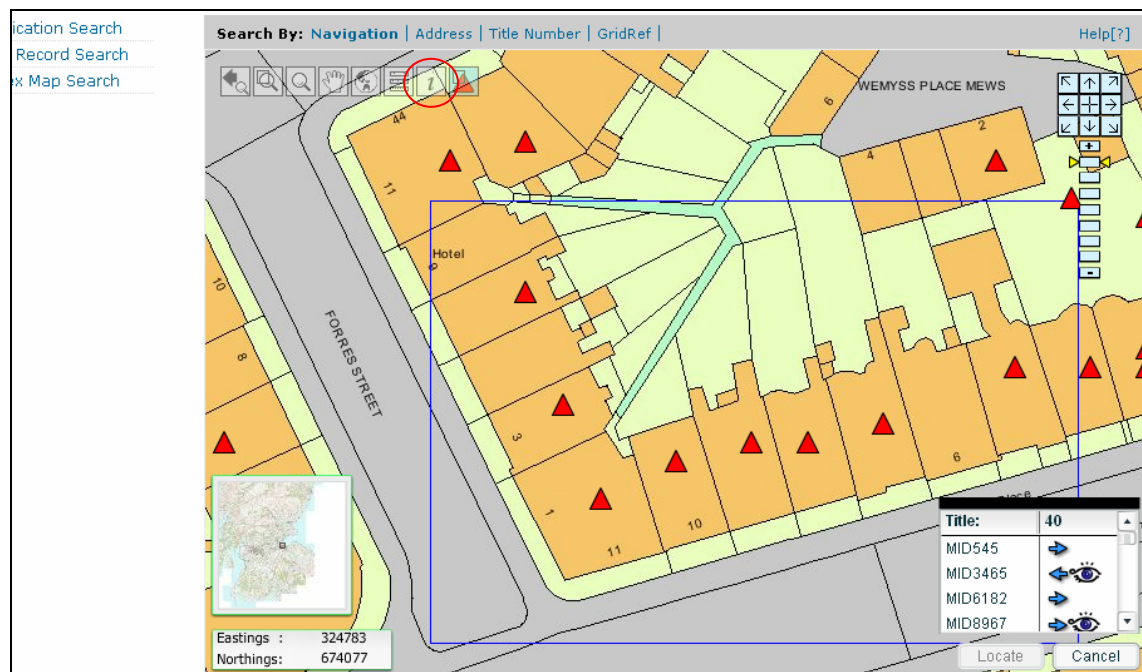 ication Search
Record Search
ex Map Search
Search By: Navigation | Address | Title Number | GridRef |
Help[?]
i
WEMYSS PLACE MEWS
44
6
2
4
11
Hotel
9
10
FORRES STREET
8
3
6
1
10
11
+
-
Title: 40
MID545
MID3465
MID6182
MID8967
Eastings : 324783
Northings: 674077
Locate
Cancel